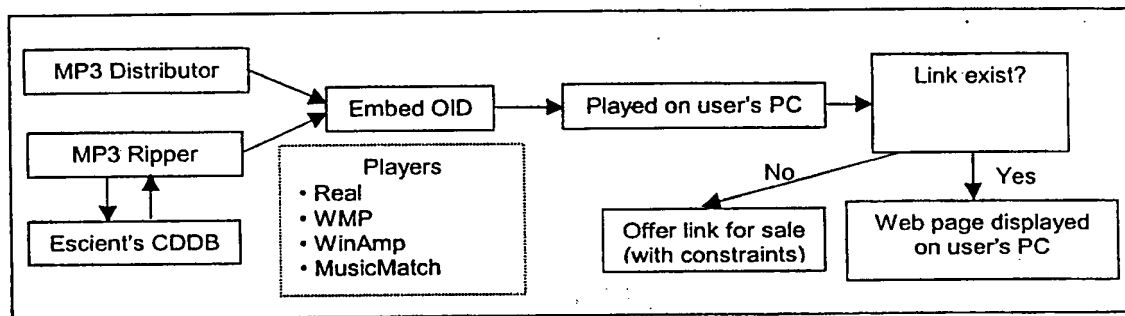 MP3 Distributor
MP3 Ripper
Escient's CDDB
Embed OID
Players
• Real
• WMP
• WinAmp
• MusicMatch
Played on user's PC
Link exist?
No
Yes
Offer link for sale
(with constraints)
Web page displayed
on user's PC